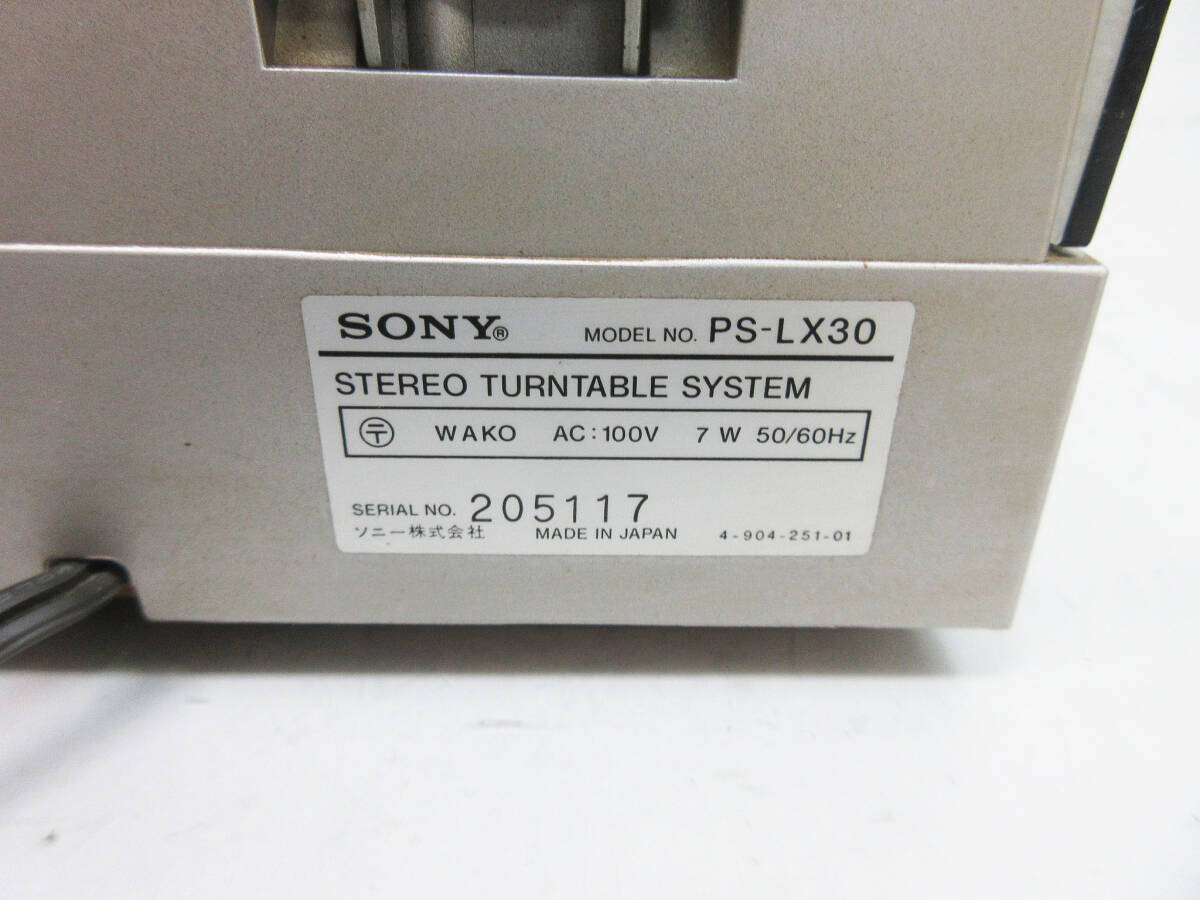 SONY® MODEL NO. PS-LX30
STEREO TURNTABLE SYSTEM
〶 WAKO AC:100V 7 W 50/60Hz
SERIAL NO. 205117
ソニー株式会社 MADE IN JAPAN 4-904-251-01